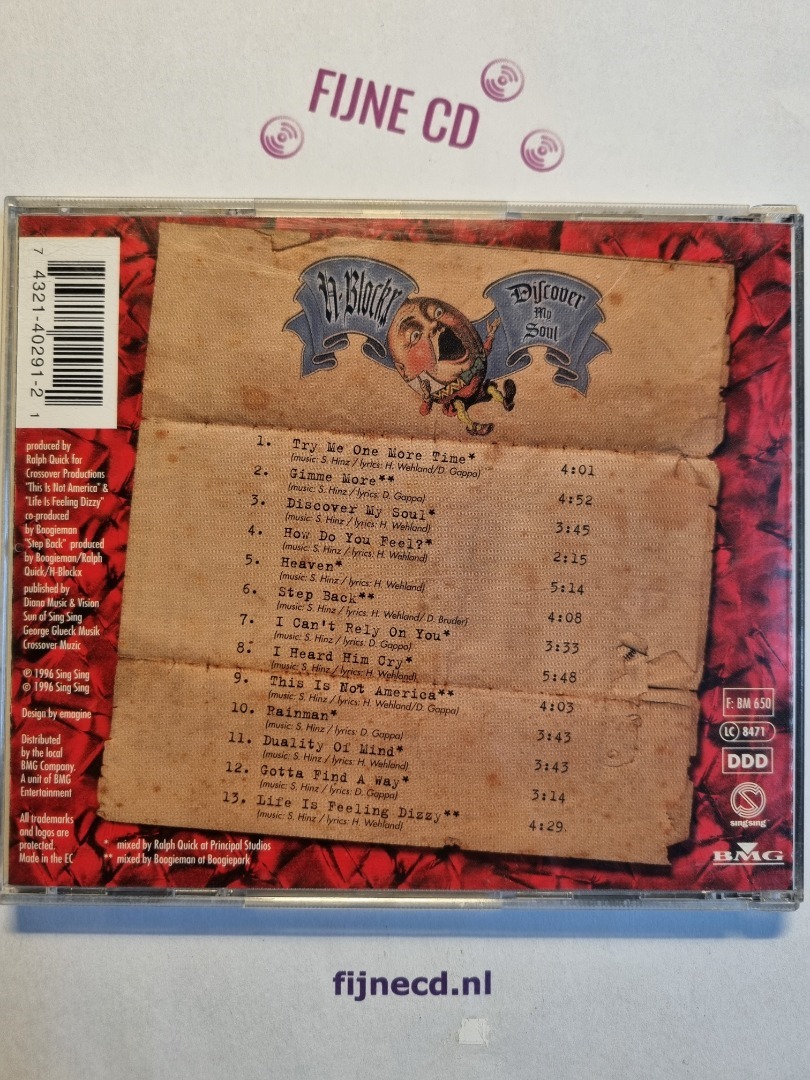 FIJNE CD
7 4321-40291-2 1
H-Blockx
Discover
My
Soul
1. Try Me One More Time* 4:01
(music: S. Hinz / lyrics: H. Wehland/D. Gappa)
2. Gimme More** 4:52
(music: S. Hinz / lyrics: D. Gappa)
3. Discover My Soul* 3:45
(music: S. Hinz / lyrics: H. Wehland)
4. How Do You Feel?* 2:15
(music: S. Hinz / lyrics: H. Wehland)
5. Heaven* 5:14
(music: S. Hinz / lyrics: H. Wehland)
6. Step Back** 4:08
(music: S. Hinz / lyrics: H. Wehland/ D. Bruder)
7. I Can't Rely On You* 3:33
(music: S. Hinz / lyrics: D. Gappa)
8. I Heard Him Cry* 5:48
(music: S. Hinz / lyrics: H. Wehland)
9. This Is Not America** 4:03
(music: S. Hinz / lyrics: H. Wehland/D. Gappa)
10. Rainman* 3:43
(music: S. Hinz / lyrics: D. Gappa)
11. Duality Of Mind* 3:43
(music: S. Hinz / lyrics: H. Wehland)
12. Gotta Find A Way* 3:14
(music: S. Hinz / lyrics: D. Gappa)
13. Life Is Feeling Dizzy** 4:29
(music: S. Hinz / lyrics: H. Wehland)
produced by
Ralph Quick for
Crossover Productions
"This Is Not America" &
"Life Is Feeling Dizzy"
co-produced
by Boogieman
"Step Back" produced
by Boogieman/Ralph
Quick/H-Blockx
published by
Diana Music & Vision
Sun of Sing Sing
George Glueck Musik
Crossover Muzic
℗ 1996 Sing Sing
© 1996 Sing Sing
Design by emagine
Distributed
by the local
BMG Company.
A unit of BMG
Entertainment
All trademarks
and logos are
protected.
Made in the EC
* mixed by Ralph Quick at Principal Studios
** mixed by Boogieman at Boogiepark
F: BM 650
LC 8471
DDD
singsing
BMG
fijnecd.nl